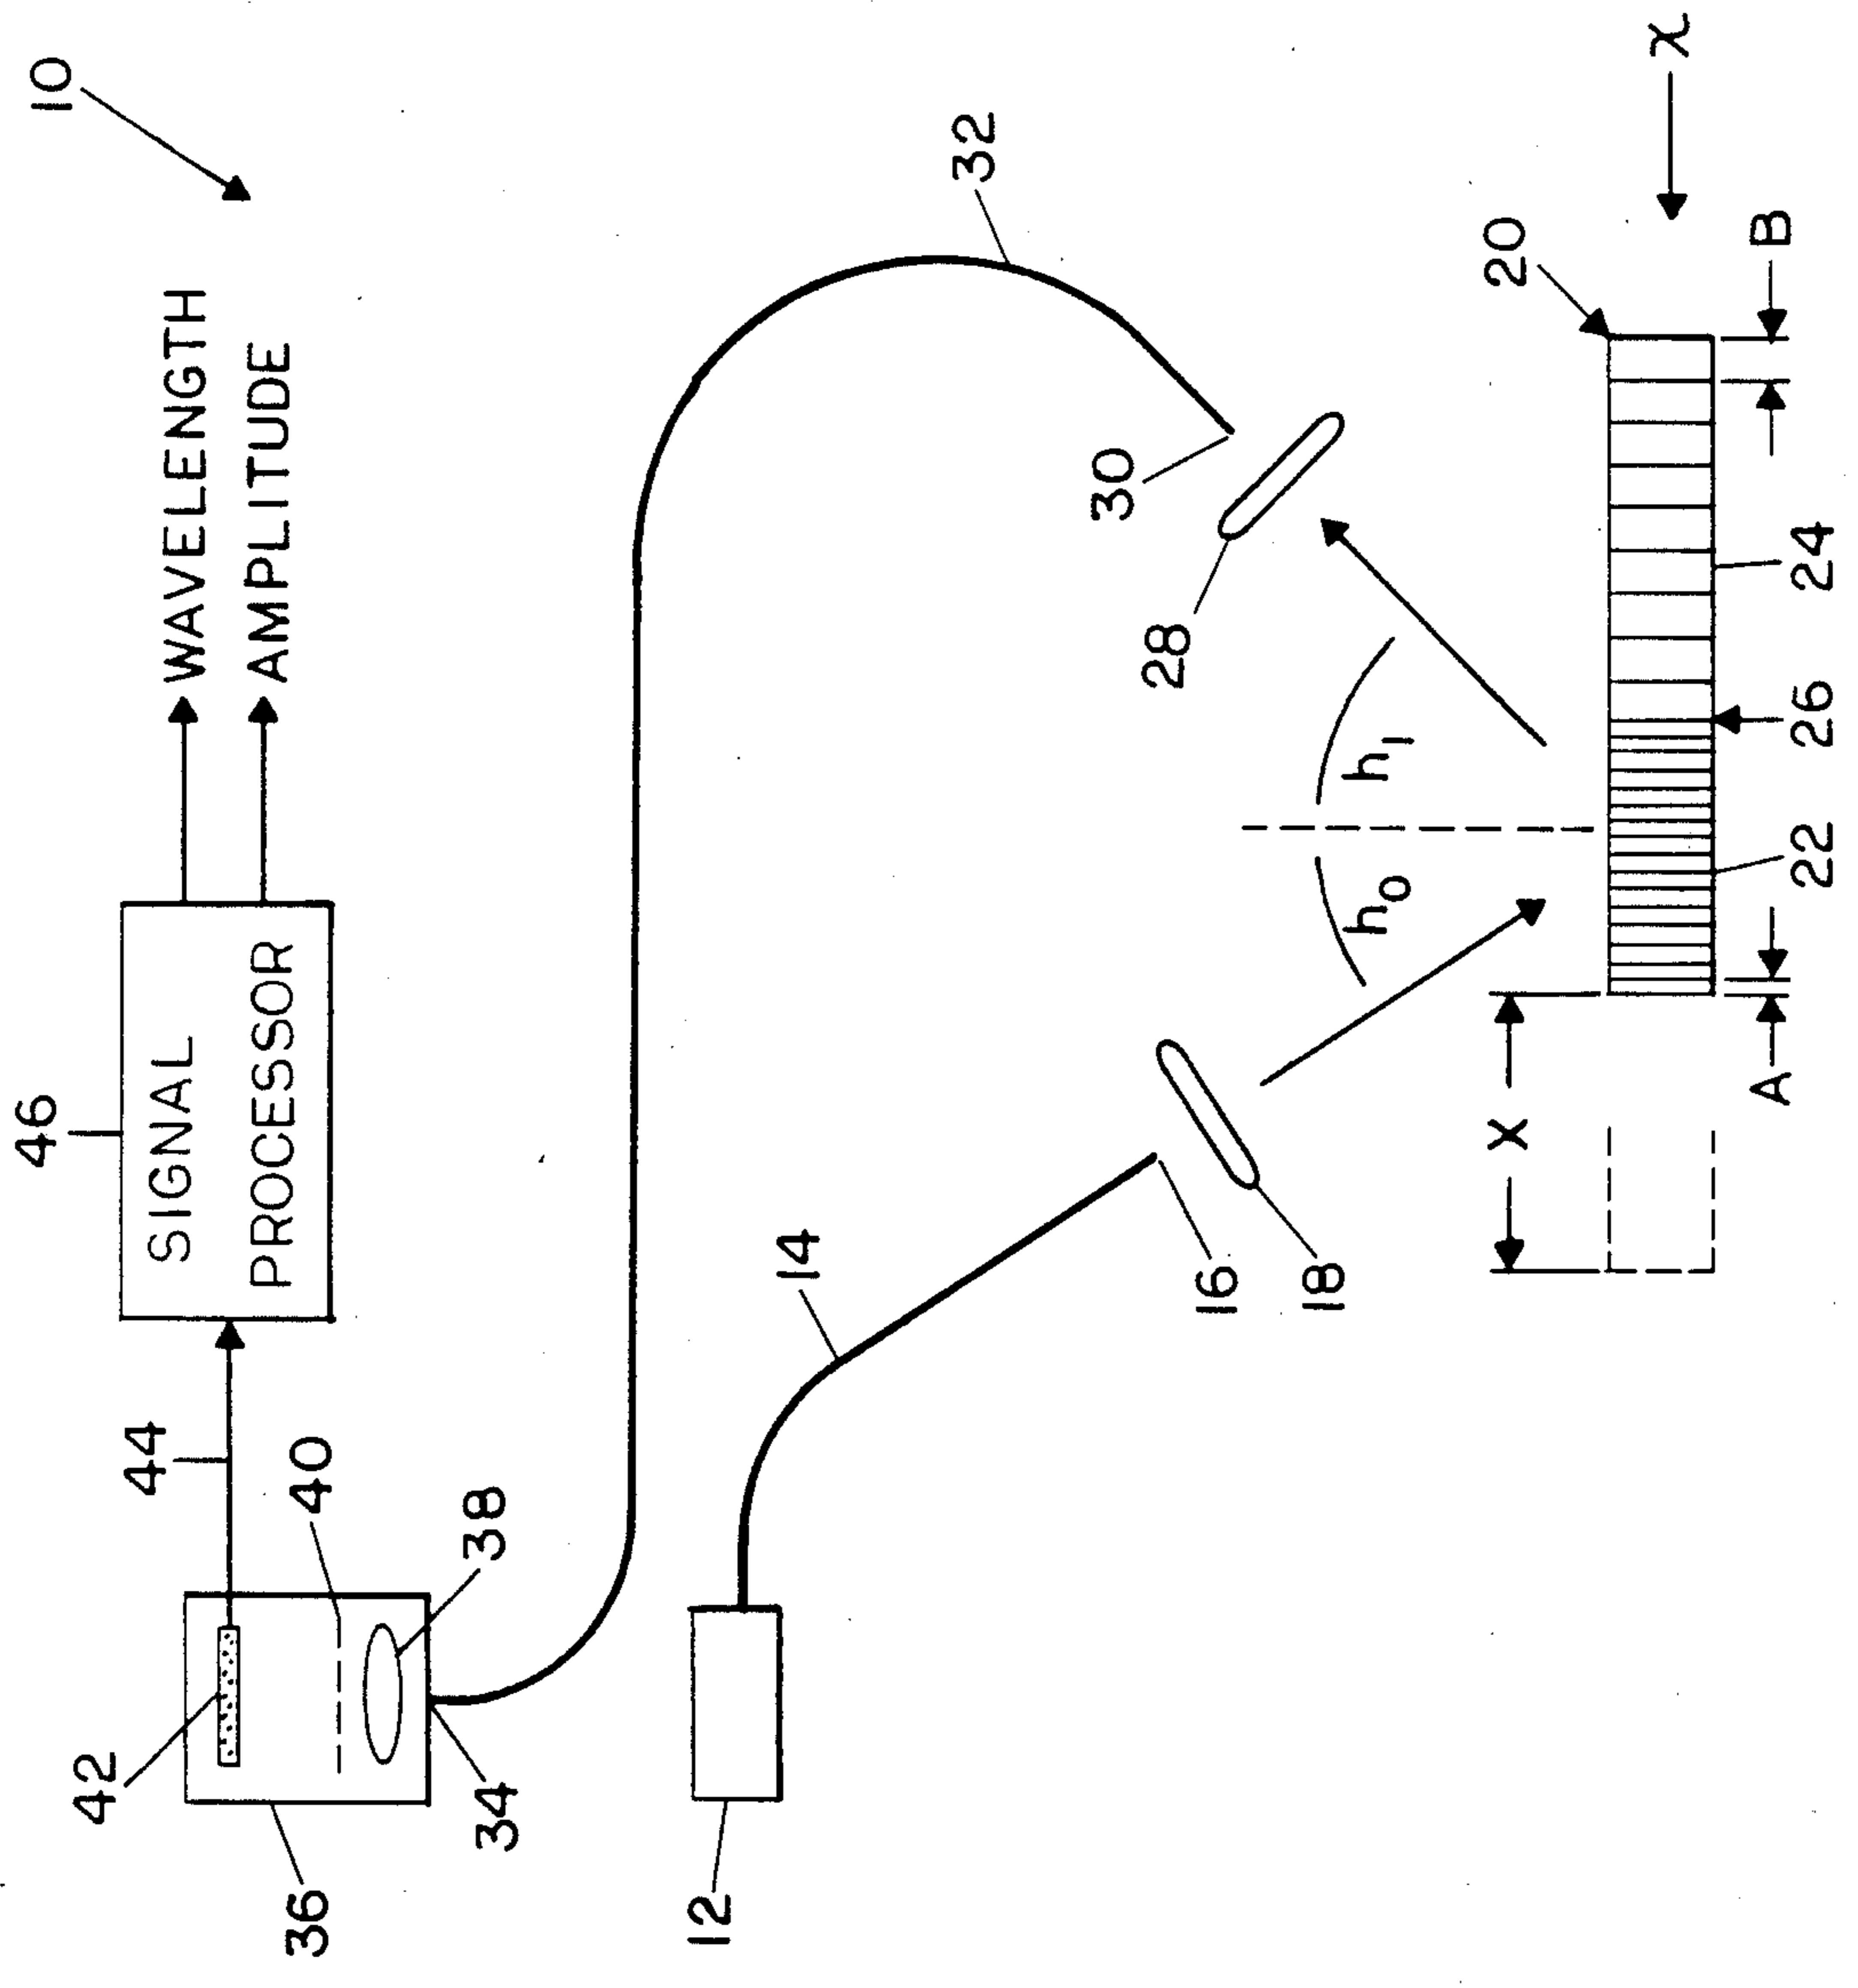 46
10
42
44
SIGNAL
PROCESSOR
WAVELENGTH
AMPLITUDE
36
40
38
34
12
14
32
30
28
16
18
h₀
h₁
X
20
x
A
B
22
26
24